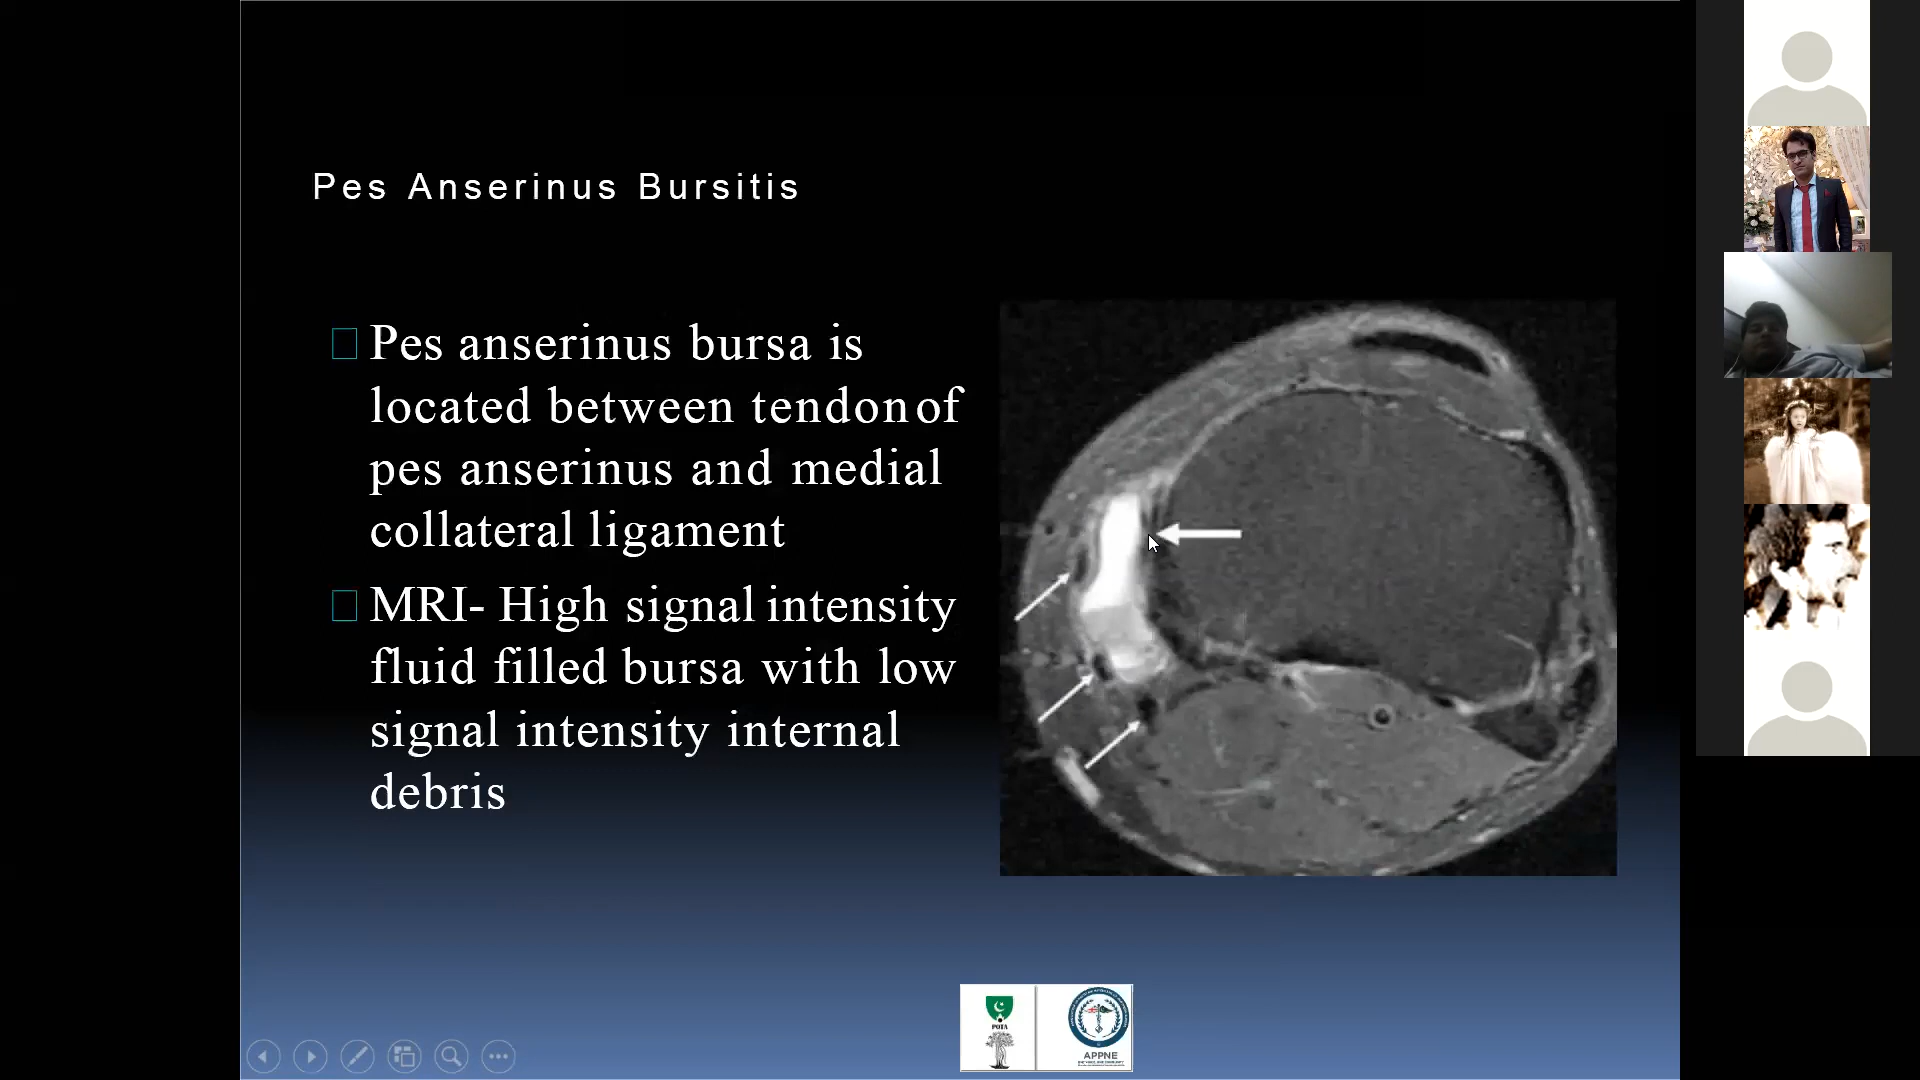 Pes Anserinus Bursitis
Pes anserinus bursa is
located between tendon of
pes anserinus and medial
collateral ligament
MRI- High signal intensity
fluid filled bursa with low
signal intensity internal
debris
POTA
APPNE